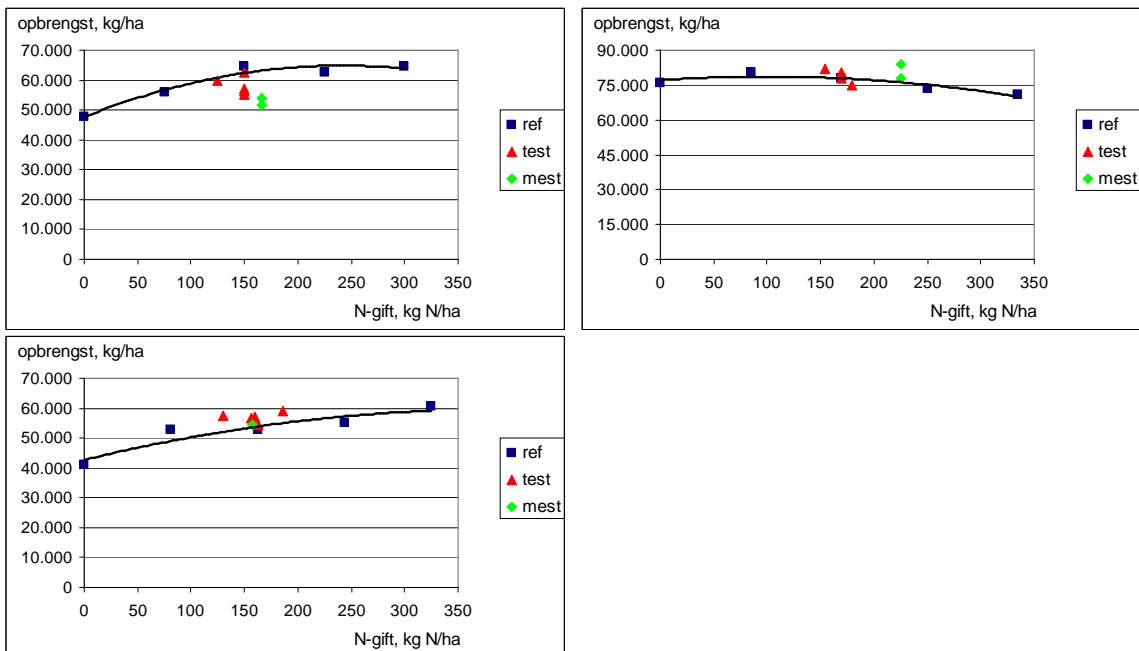 opbrengst, kg/ha
70.000
60.000
50.000
40.000
30.000
20.000
10.000
0
0 50 100 150 200 250 300 350
N-gift, kg N/ha
ref
test
mest
opbrengst, kg/ha
90.000
75.000
60.000
45.000
30.000
15.000
0
0 50 100 150 200 250 300 350
N-gift, kg N/ha
ref
test
mest
opbrengst, kg/ha
70.000
60.000
50.000
40.000
30.000
20.000
10.000
0
0 50 100 150 200 250 300 350
N-gift, kg N/ha
ref
test
mest